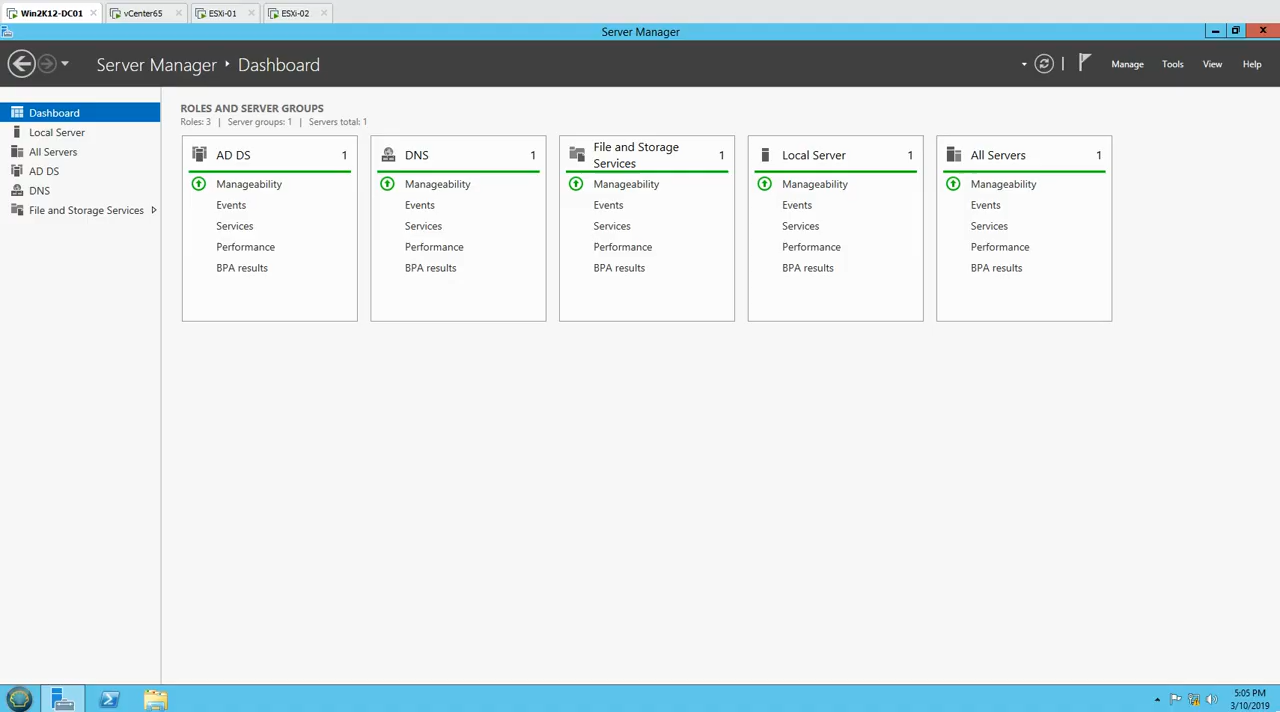 Win2K12-DC01 vCenter65 ESXi-01 ESXi-02
Server Manager
Server Manager Dashboard Manage Tools View Help
Dashboard
Local Server
All Servers
AD DS
DNS
File and Storage Services
ROLES AND SERVER GROUPS
Roles: 3 | Server groups: 1 | Servers total: 1
AD DS 1
Manageability
Events
Services
Performance
BPA results
DNS 1
Manageability
Events
Services
Performance
BPA results
File and Storage
Services 1
Manageability
Events
Services
Performance
BPA results
Local Server 1
Manageability
Events
Services
Performance
BPA results
All Servers 1
Manageability
Events
Services
Performance
BPA results
5:05 PM
3/10/2019